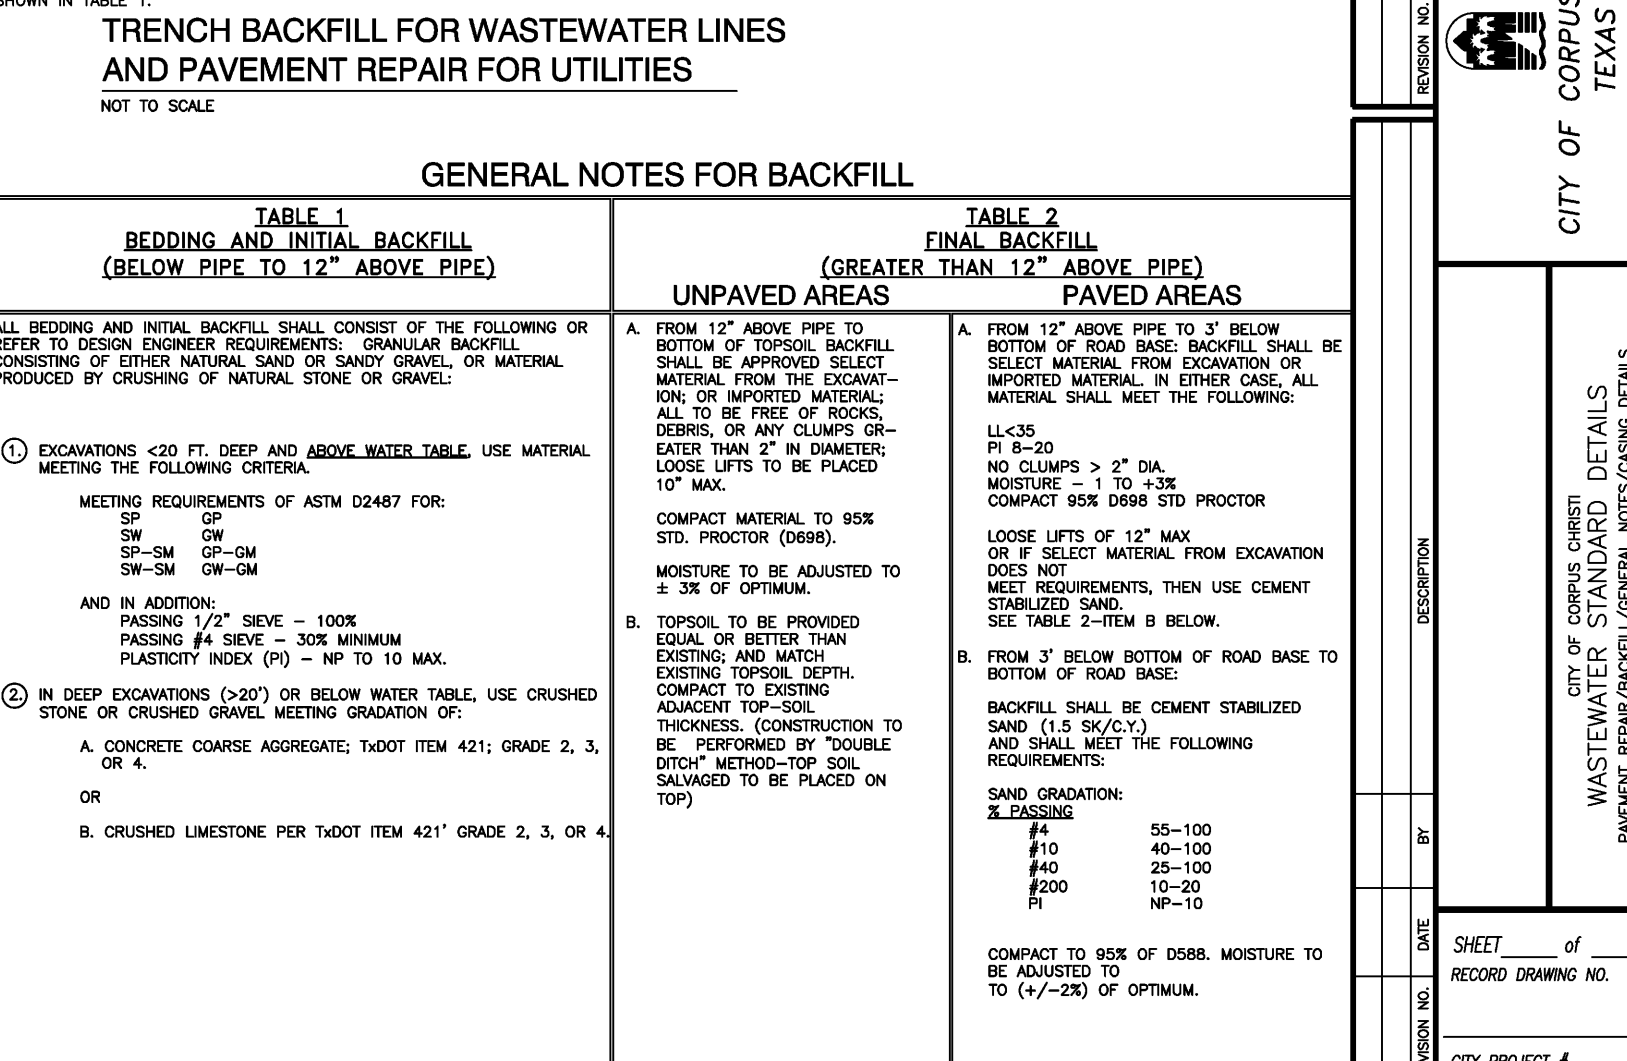 SHOWN IN TABLE 1.
TRENCH BACKFILL FOR WASTEWATER LINES
AND PAVEMENT REPAIR FOR UTILITIES
NOT TO SCALE
GENERAL NOTES FOR BACKFILL
TABLE 1
BEDDING AND INITIAL BACKFILL
(BELOW PIPE TO 12" ABOVE PIPE)
ALL BEDDING AND INITIAL BACKFILL SHALL CONSIST OF THE FOLLOWING OR
REFER TO DESIGN ENGINEER REQUIREMENTS: GRANULAR BACKFILL
CONSISTING OF EITHER NATURAL SAND OR SANDY GRAVEL, OR MATERIAL
PRODUCED BY CRUSHING OF NATURAL STONE OR GRAVEL:
1. EXCAVATIONS <20 FT. DEEP AND ABOVE WATER TABLE, USE MATERIAL
MEETING THE FOLLOWING CRITERIA.
MEETING REQUIREMENTS OF ASTM D2487 FOR:
SP GP
SW GW
SP-SM GP-GM
SW-SM GW-GM
AND IN ADDITION:
PASSING 1/2" SIEVE - 100%
PASSING #4 SIEVE - 30% MINIMUM
PLASTICITY INDEX (PI) - NP TO 10 MAX.
2. IN DEEP EXCAVATIONS (>20') OR BELOW WATER TABLE, USE CRUSHED
STONE OR CRUSHED GRAVEL MEETING GRADATION OF:
A. CONCRETE COARSE AGGREGATE; TxDOT ITEM 421; GRADE 2, 3,
OR 4.
OR
B. CRUSHED LIMESTONE PER TxDOT ITEM 421' GRADE 2, 3, OR 4.
TABLE 2
FINAL BACKFILL
(GREATER THAN 12" ABOVE PIPE)
UNPAVED AREAS
A. FROM 12" ABOVE PIPE TO
BOTTOM OF TOPSOIL BACKFILL
SHALL BE APPROVED SELECT
MATERIAL FROM THE EXCAVAT-
ION; OR IMPORTED MATERIAL;
ALL TO BE FREE OF ROCKS,
DEBRIS, OR ANY CLUMPS GR-
EATER THAN 2" IN DIAMETER;
LOOSE LIFTS TO BE PLACED
10" MAX.
COMPACT MATERIAL TO 95%
STD. PROCTOR (D698).
MOISTURE TO BE ADJUSTED TO
± 3% OF OPTIMUM.
B. TOPSOIL TO BE PROVIDED
EQUAL OR BETTER THAN
EXISTING; AND MATCH
EXISTING TOPSOIL DEPTH.
COMPACT TO EXISTING
ADJACENT TOP-SOIL
THICKNESS. (CONSTRUCTION TO
BE PERFORMED BY "DOUBLE
DITCH" METHOD-TOP SOIL
SALVAGED TO BE PLACED ON
TOP)
PAVED AREAS
A. FROM 12" ABOVE PIPE TO 3' BELOW
BOTTOM OF ROAD BASE: BACKFILL SHALL BE
SELECT MATERIAL FROM EXCAVATION OR
IMPORTED MATERIAL. IN EITHER CASE, ALL
MATERIAL SHALL MEET THE FOLLOWING:
LL<35
PI 8-20
NO CLUMPS > 2" DIA.
MOISTURE - 1 TO +3%
COMPACT 95% D698 STD PROCTOR
LOOSE LIFTS OF 12" MAX
OR IF SELECT MATERIAL FROM EXCAVATION
DOES NOT
MEET REQUIREMENTS, THEN USE CEMENT
STABILIZED SAND.
SEE TABLE 2-ITEM B BELOW.
B. FROM 3' BELOW BOTTOM OF ROAD BASE TO
BOTTOM OF ROAD BASE:
BACKFILL SHALL BE CEMENT STABILIZED
SAND (1.5 SK/C.Y.)
AND SHALL MEET THE FOLLOWING
REQUIREMENTS:
SAND GRADATION:
% PASSING
#4 55-100
#10 40-100
#40 25-100
#200 10-20
PI NP-10
COMPACT TO 95% OF D588. MOISTURE TO
BE ADJUSTED TO
TO (+/-2%) OF OPTIMUM.
REVISION NO.
DESCRIPTION
BY
DATE
VISION NO.
CITY OF CORPUS
TEXAS
CITY OF CORPUS CHRISTI
WASTEWATER STANDARD DETAILS
PAVEMENT REPAIR/BACKFILL/GENERAL NOTES/CASING DETAILS
SHEET of
RECORD DRAWING NO.
CITY PROJECT #